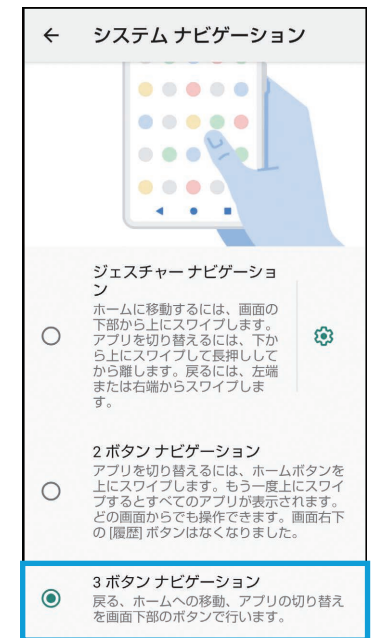 システム ナビゲーション
ジェスチャー ナビゲーショ
ン
ホームに移動するには、画面の
下部から上にスワイプします。
アプリを切り替えるには、下か
ら上にスワイプして長押しして
から離します。戻るには、左端
または右端からスワイプしま
す。
2 ボタン ナビゲーション
アプリを切り替えるには、ホームボタンを
上にスワイプします。もう一度上にスワイ
プするとすべてのアプリが表示されます。
どの画面からでも操作できます。画面右下
の [履歴] ボタンはなくなりました。
3 ボタン ナビゲーション
戻る、ホームへの移動、アプリの切り替え
を画面下部のボタンで行います。